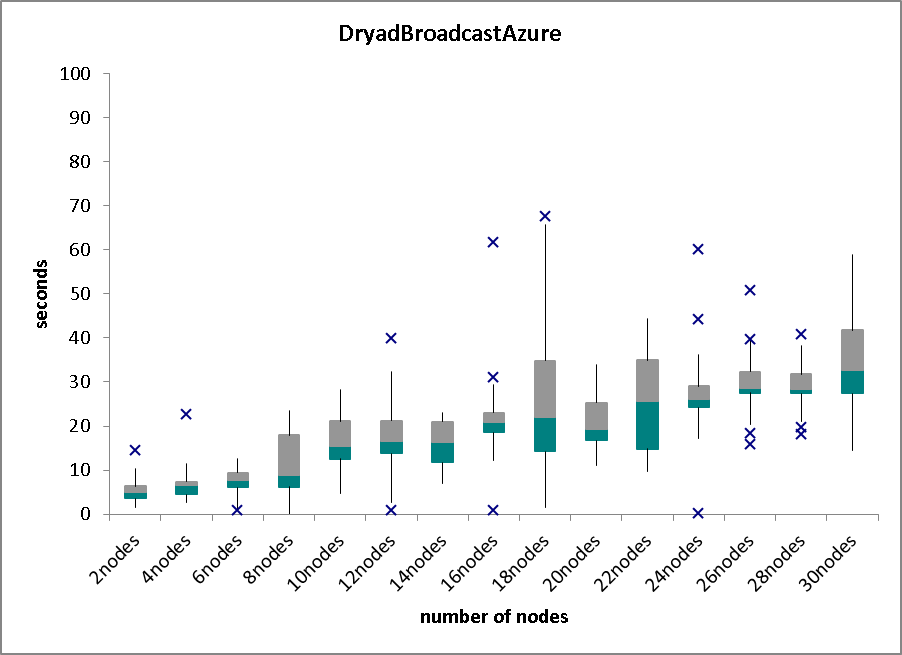 DryadBroadcastAzure
100
90
80
70
60
50
40
30
20
10
0
seconds
2nodes
4nodes
6nodes
8nodes
10nodes
12nodes
14nodes
16nodes
18nodes
20nodes
22nodes
24nodes
26nodes
28nodes
30nodes
number of nodes